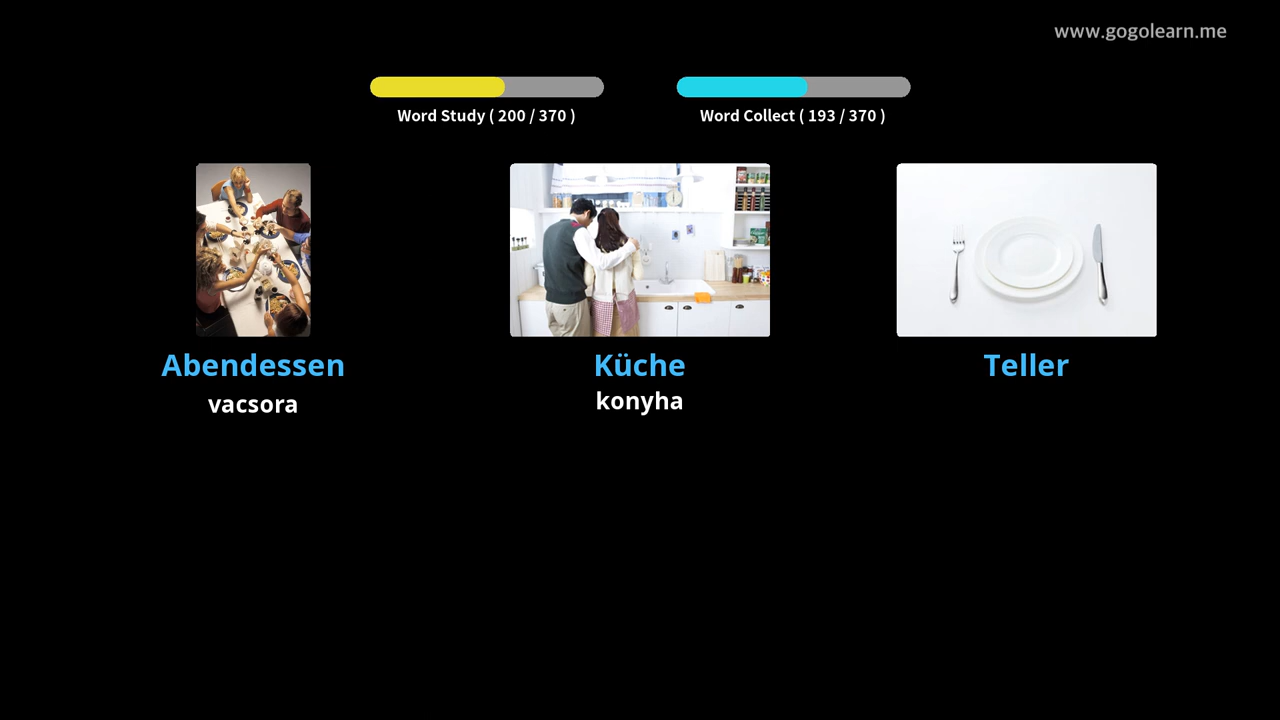 www.gogolearn.me
Word Study ( 200 / 370 )
Word Collect ( 193 / 370 )
Abendessen
vacsora
Küche
konyha
Teller